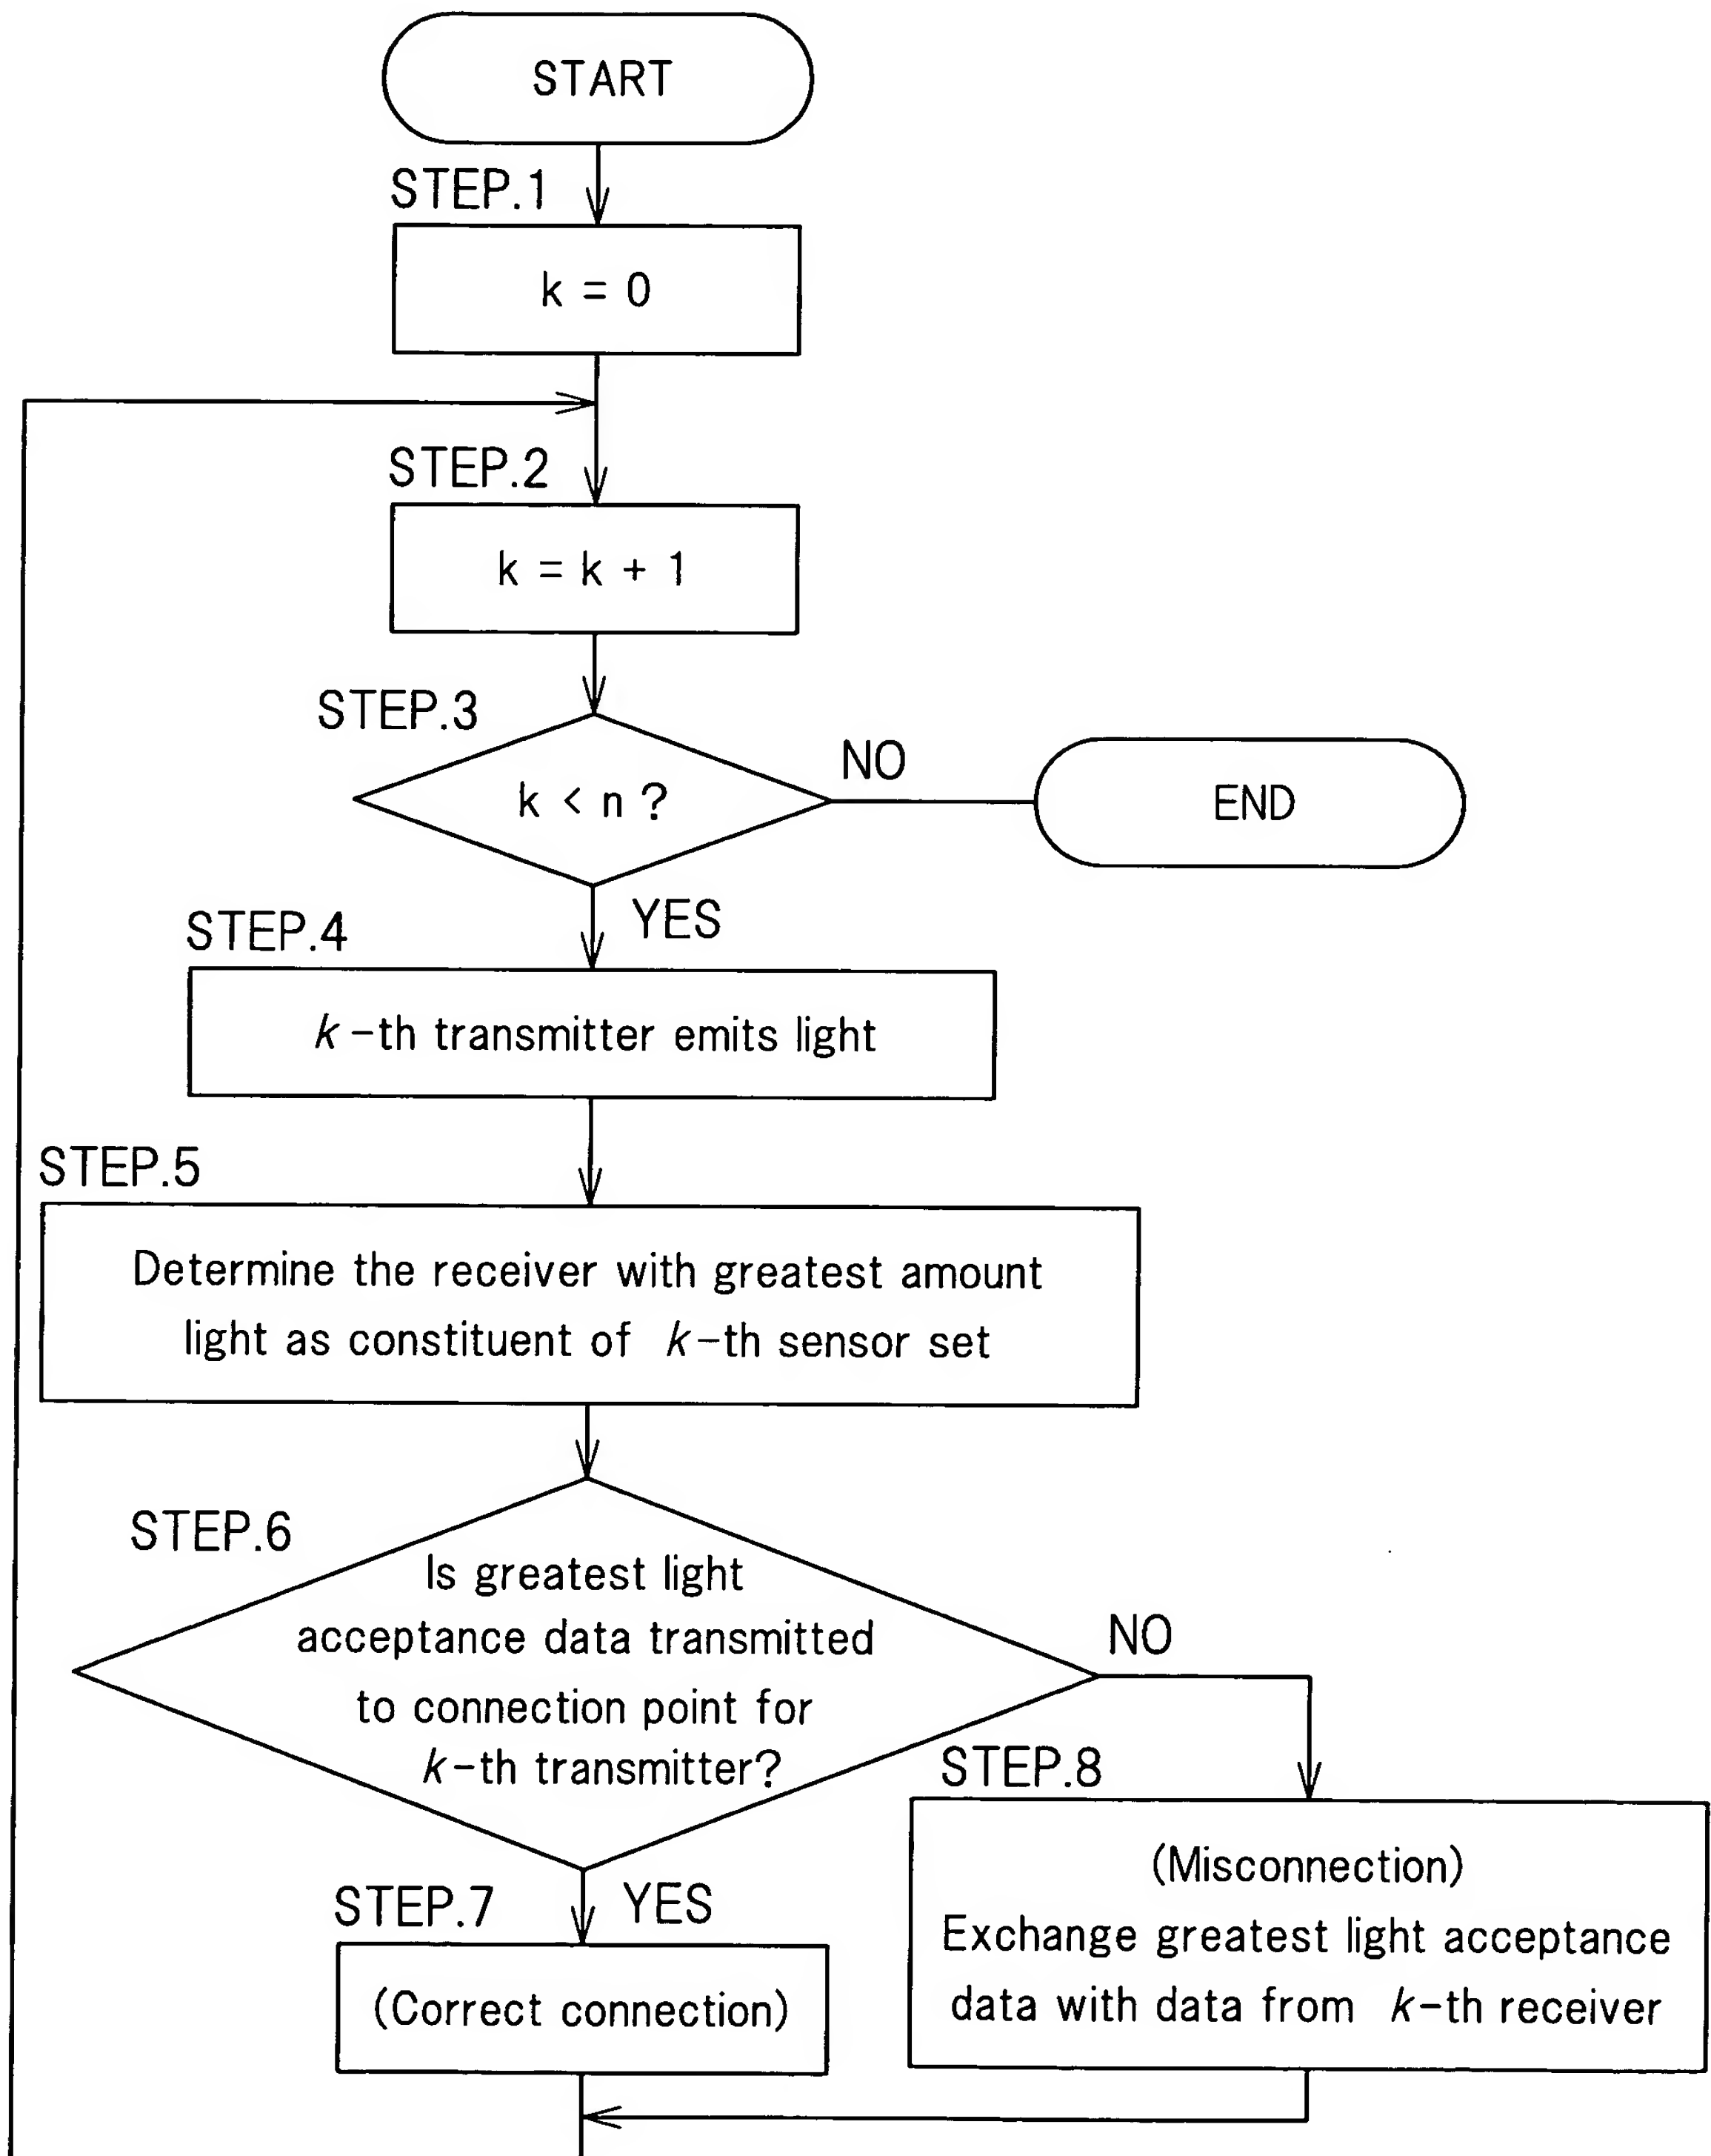 START
STEP.1
k = 0
STEP.2
k = k + 1
STEP.3
k < n ?
NO
END
YES
STEP.4
k-th transmitter emits light
STEP.5
Determine the receiver with greatest amount
light as constituent of k-th sensor set
STEP.6
Is greatest light
acceptance data transmitted
to connection point for
k-th transmitter?
NO
STEP.8
(Misconnection)
Exchange greatest light acceptance
data with data from k-th receiver
YES
STEP.7
(Correct connection)